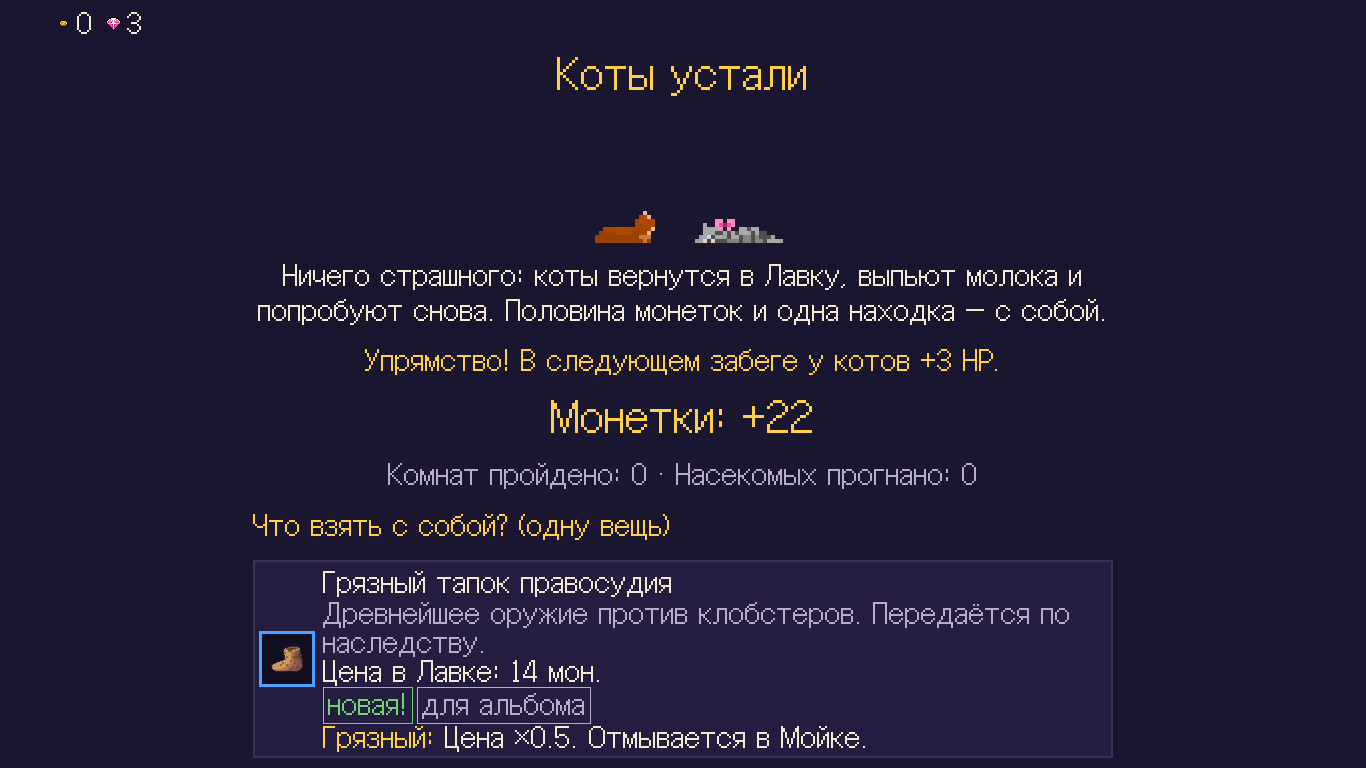 0 3
Коты устали
Ничего страшного: коты вернутся в Лавку, выпьют молока и
попробуют снова. Половина монеток и одна находка — с собой.
Упрямство! В следующем забеге у котов +3 HP.
Монетки: +22
Комнат пройдено: 0 · Насекомых прогнано: 0
Что взять с собой? (одну вещь)
Грязный тапок правосудия
Древнейшее оружие против клобстеров. Передаётся по
наследству.
Цена в Лавке: 14 мон.
новая! для альбома
Грязный: Цена ×0.5. Отмывается в Мойке.